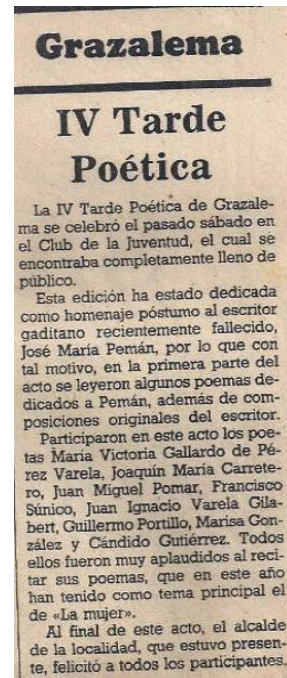 Grazalema
IV Tarde
Poética
La IV Tarde Poética de Grazale-
ma se celebró el pasado sábado en
el Club de la Juventud, el cual se
encontraba completamente lleno de
público.
Esta edición ha estado dedicada
como homenaje póstumo al escritor
gaditano recientemente fallecido,
José María Pemán, por lo que con
tal motivo, en la primera parte del
acto se leyeron algunos poemas de-
dicados a Pemán, además de com-
posiciones originales del escritor.
Participaron en este acto los poe-
tas María Victoria Gallardo de Pé-
rez Varela, Joaquín María Carrete-
ro, Juan Miguel Pomar, Francisco
Súnico, Juan Ignacio Varela Gila-
bert, Guillermo Portillo, Marisa Gon-
zález y Cándido Gutiérrez. Todos
ellos fueron muy aplaudidos al reci-
tar sus poemas, que en este año
han tenido como tema principal el
de «La mujer».
Al final de este acto, el alcalde
de la localidad, que estuvo presen-
te, felicitó a todos los participantes.